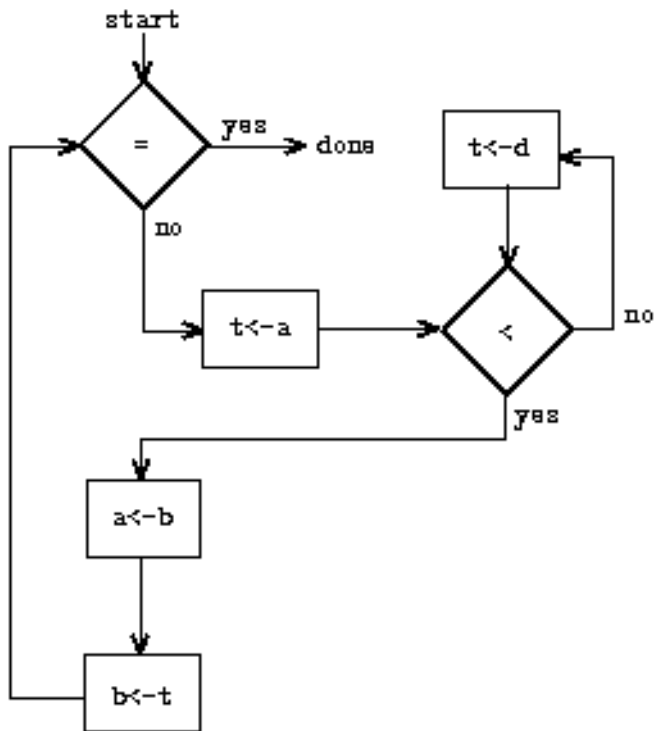 start
=
yes
done
no
t<-a
t<-d
<
no
yes
a<-b
b<-t